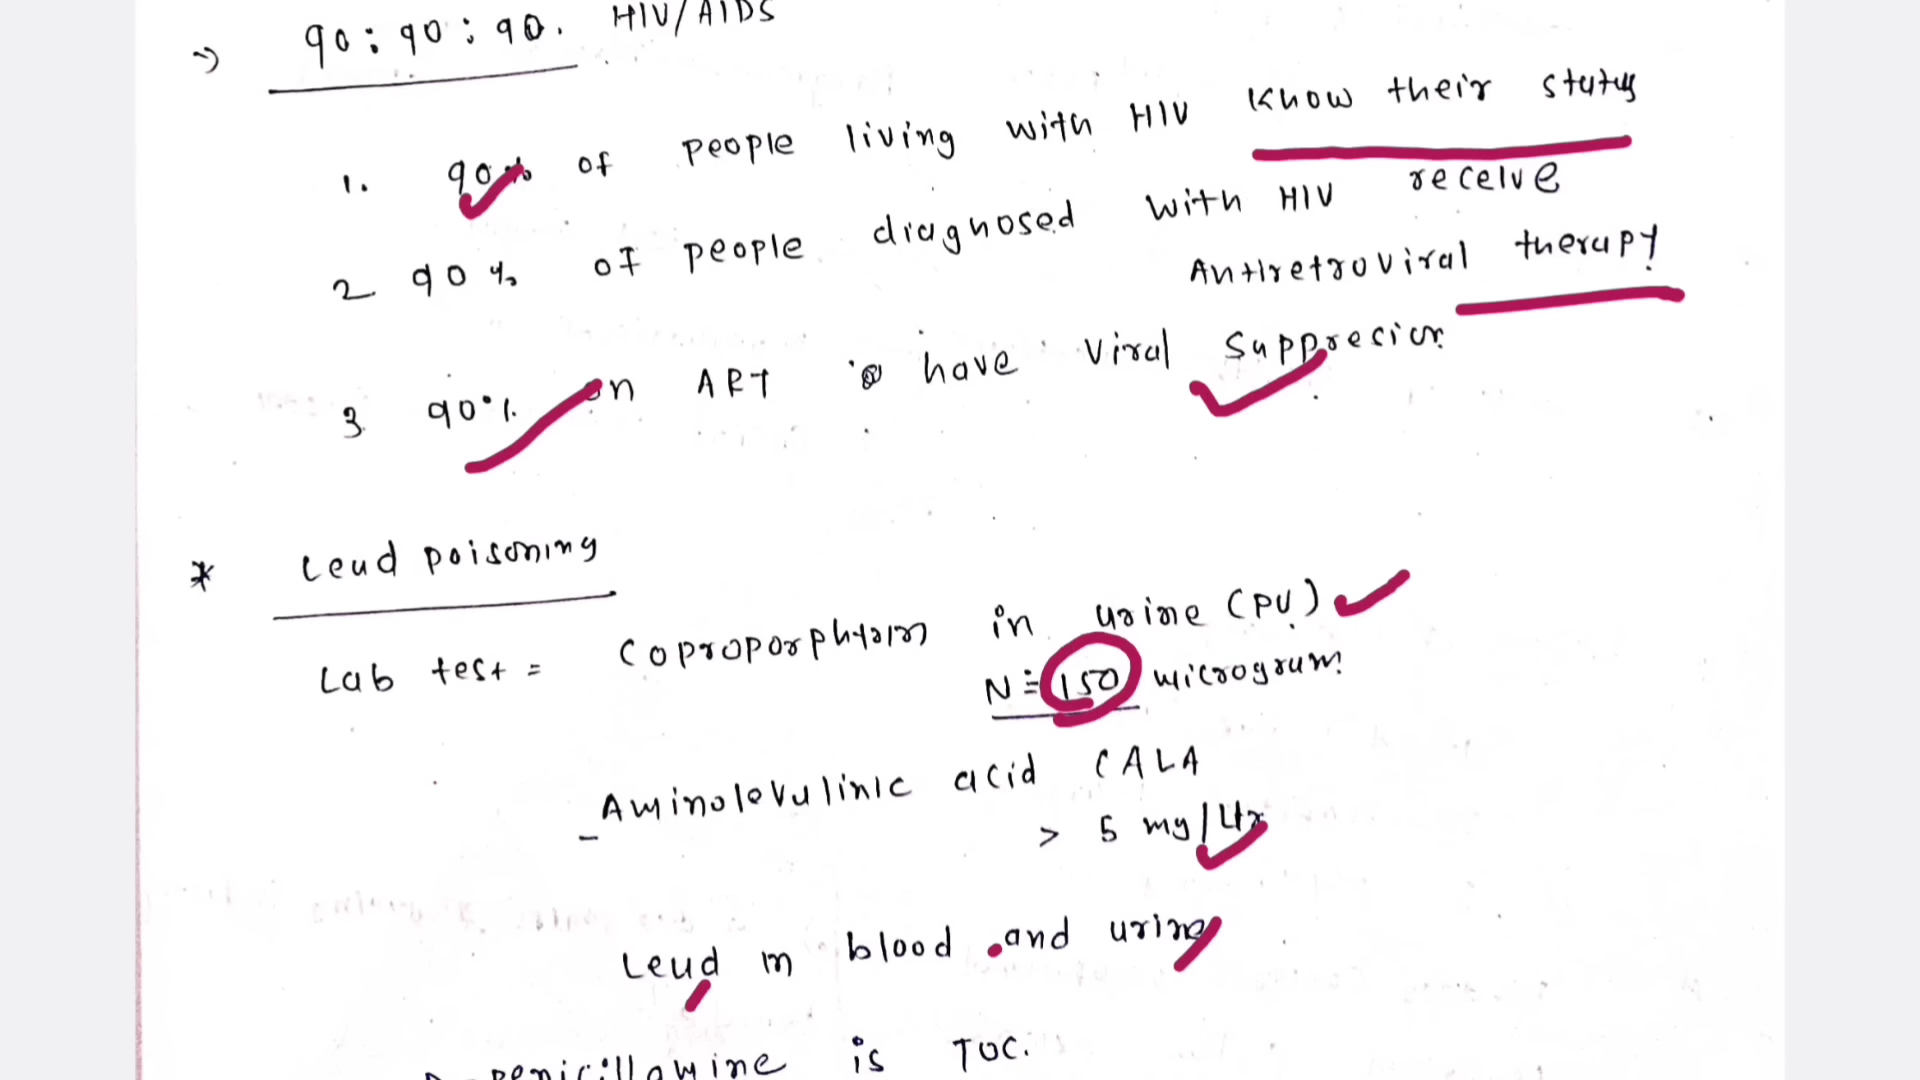 → 90:90:90. HIV/AIDS
1. 90% of people living with HIV know their status
2 90% of people diagnosed with HIV receive
Antiretroviral therapy
3 90% on ART have viral suppresion
* Lead poisoning
Lab test = Coproporphyrin in urine (PU)
N = 150 microgram
- Aminolevulinic acid (ALA
> 5 mg/Ltr
Lead in blood and urine
D-penicillamine is TOC.